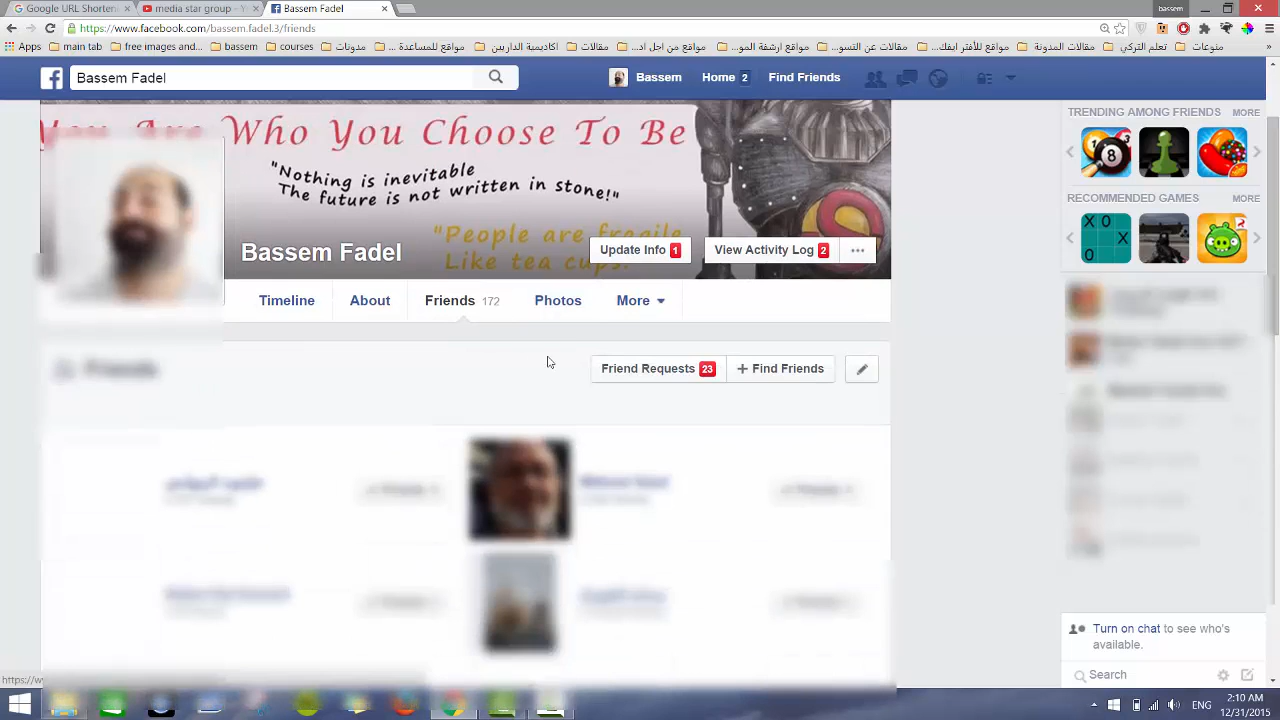 Google URL Shorten
media star group - Y
Bassem Fadel
bassem
https://www.facebook.com/bassem.fadel.3/friends
Apps
main tab
free images and...
bassem
مدونات
مواقع للمساعدة
اكاديمية الدارين
مقالات
مواقع من اجل اد...
مواقع أرشفة المو...
مقالات عن التسو...
مواقع للأفتر ايفك...
مقالات المدونة
تعلم التركي
منوعات
Bassem Fadel
Bassem
Home 2
Find Friends
You Are Who You Choose To Be
"Nothing is inevitable
The future is not written in stone!"
"People are fragile
Like tea cups."
Bassem Fadel
Update Info 1
View Activity Log 2
Timeline
About
Friends 172
Photos
More
Friends
Friend Requests 23
+ Find Friends
TRENDING AMONG FRIENDS
MORE
RECOMMENDED GAMES
MORE
Turn on chat to see who's
available.
Search
https://w
ENG
2:10 AM
12/31/2015